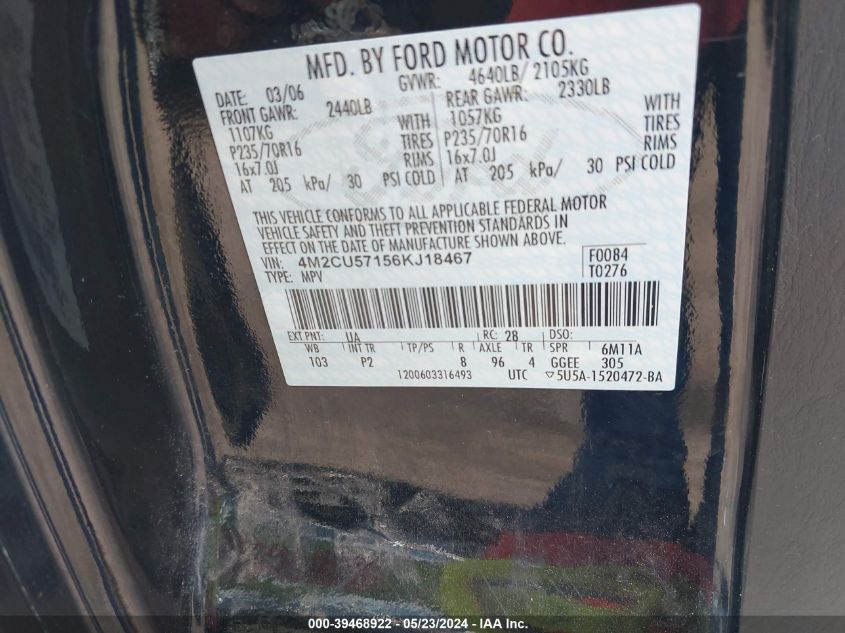 MFD. BY FORD MOTOR CO.
DATE: 03/06 GVWR: 4640LB/ 2105KG
FRONT GAWR: 2440LB REAR GAWR: 2330LB
1107KG WITH 1057KG WITH
P235/70R16 TIRES P235/70R16 TIRES
16x7.0J RIMS 16x7.0J RIMS
AT 205 kPa/ 30 PSI COLD AT 205 kPa/ 30 PSI COLD
THIS VEHICLE CONFORMS TO ALL APPLICABLE FEDERAL MOTOR
VEHICLE SAFETY AND THEFT PREVENTION STANDARDS IN
EFFECT ON THE DATE OF MANUFACTURE SHOWN ABOVE.
VIN: 4M2CU57156KJ18467 F0084
TYPE: MPV T0276
EXT PNT: UA RC: 28 DSO:
WB INT TR TP/PS R AXLE TR SPR 6M11A
103 P2 8 96 4 GGEE 305
1200603316493 UTC ▽5U5A-1520472-BA
000-39468922 - 05/23/2024 - IAA Inc.